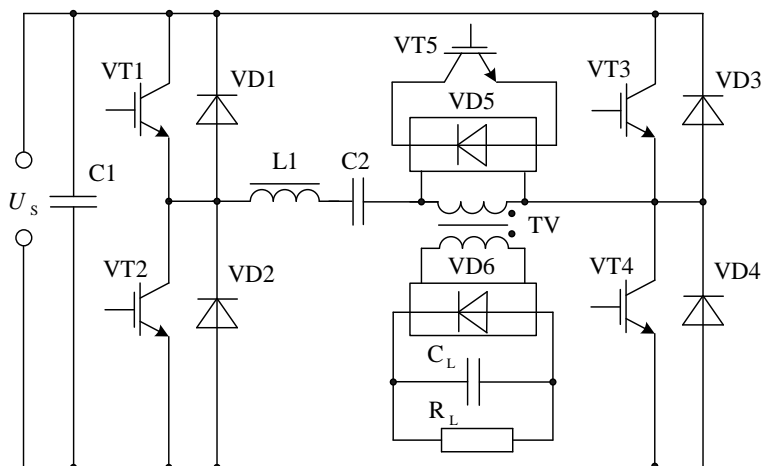 VT5
VT1
VD1
VD5
VT3
VD3
C1
L1
C2
U S
TV
VT2
VD2
VD6
VT4
VD4
C L
R L